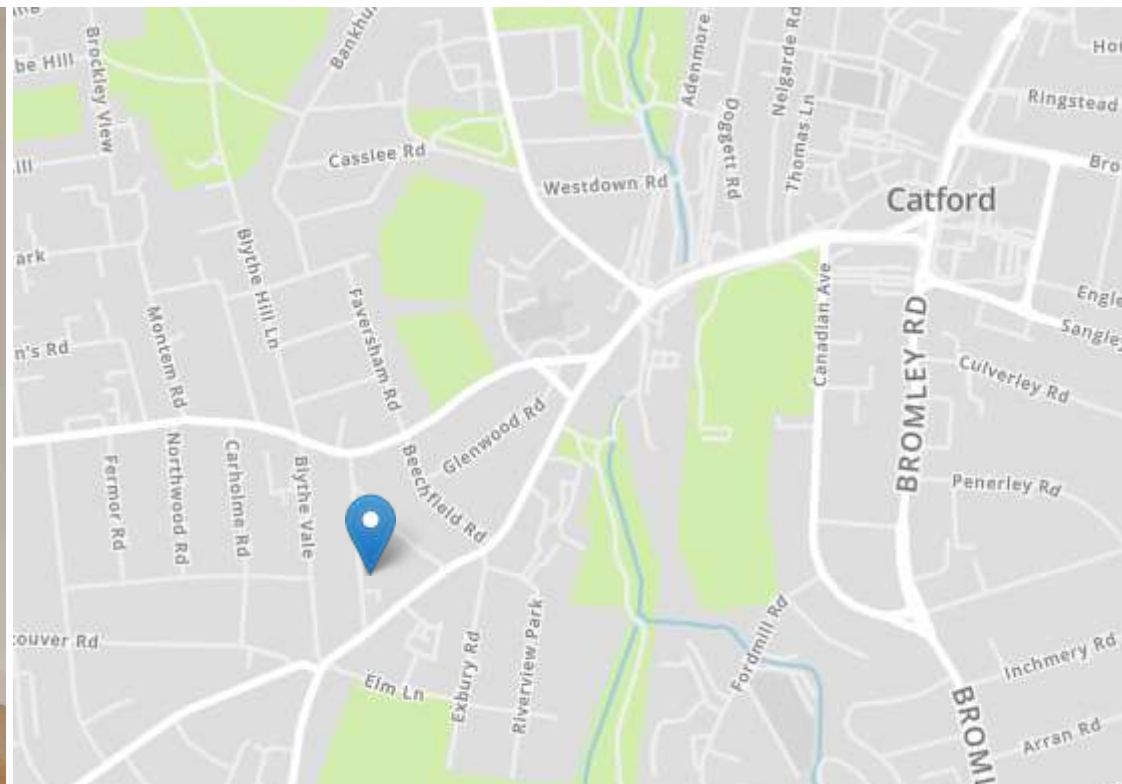 be Hill
Brockley View
Bankhu
Casslee Rd
Westdown Rd
Adenmore
Doggett Rd
Nelgarde Rd
Thomas Ln
Catford
Ringstead
Bro
ark
Blythe Hill Ln
Faversham Rd
Montem Rd
n's Rd
Canadian Ave
BROMLEY RD
Engle
Sangley
Culverley Rd
Glenwood Rd
Beechfield Rd
Fermor Rd
Northwood Rd
Carholme Rd
Blythe Vale
Penerley Rd
couver Rd
Elm Ln
Exbury Rd
Riverview Park
Fordmill Rd
Inchmery Rd
Arran Rd
BROML